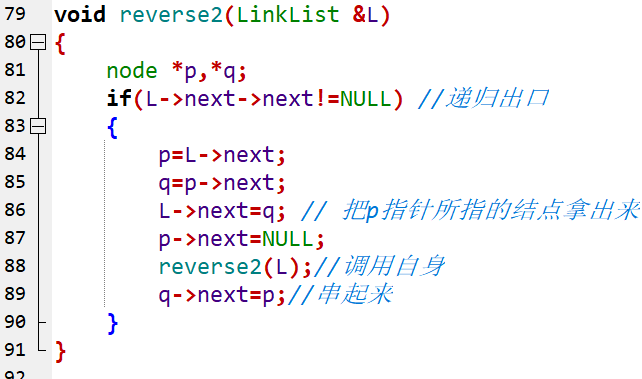 79 void reverse2(LinkList &L)
80 {
81 node *p,*q;
82 if(L->next->next!=NULL) //递归出口
83 {
84 p=L->next;
85 q=p->next;
86 L->next=q; // 把p指针所指的结点拿出来
87 p->next=NULL;
88 reverse2(L);//调用自身
89 q->next=p;//串起来
90 }
91 }
92